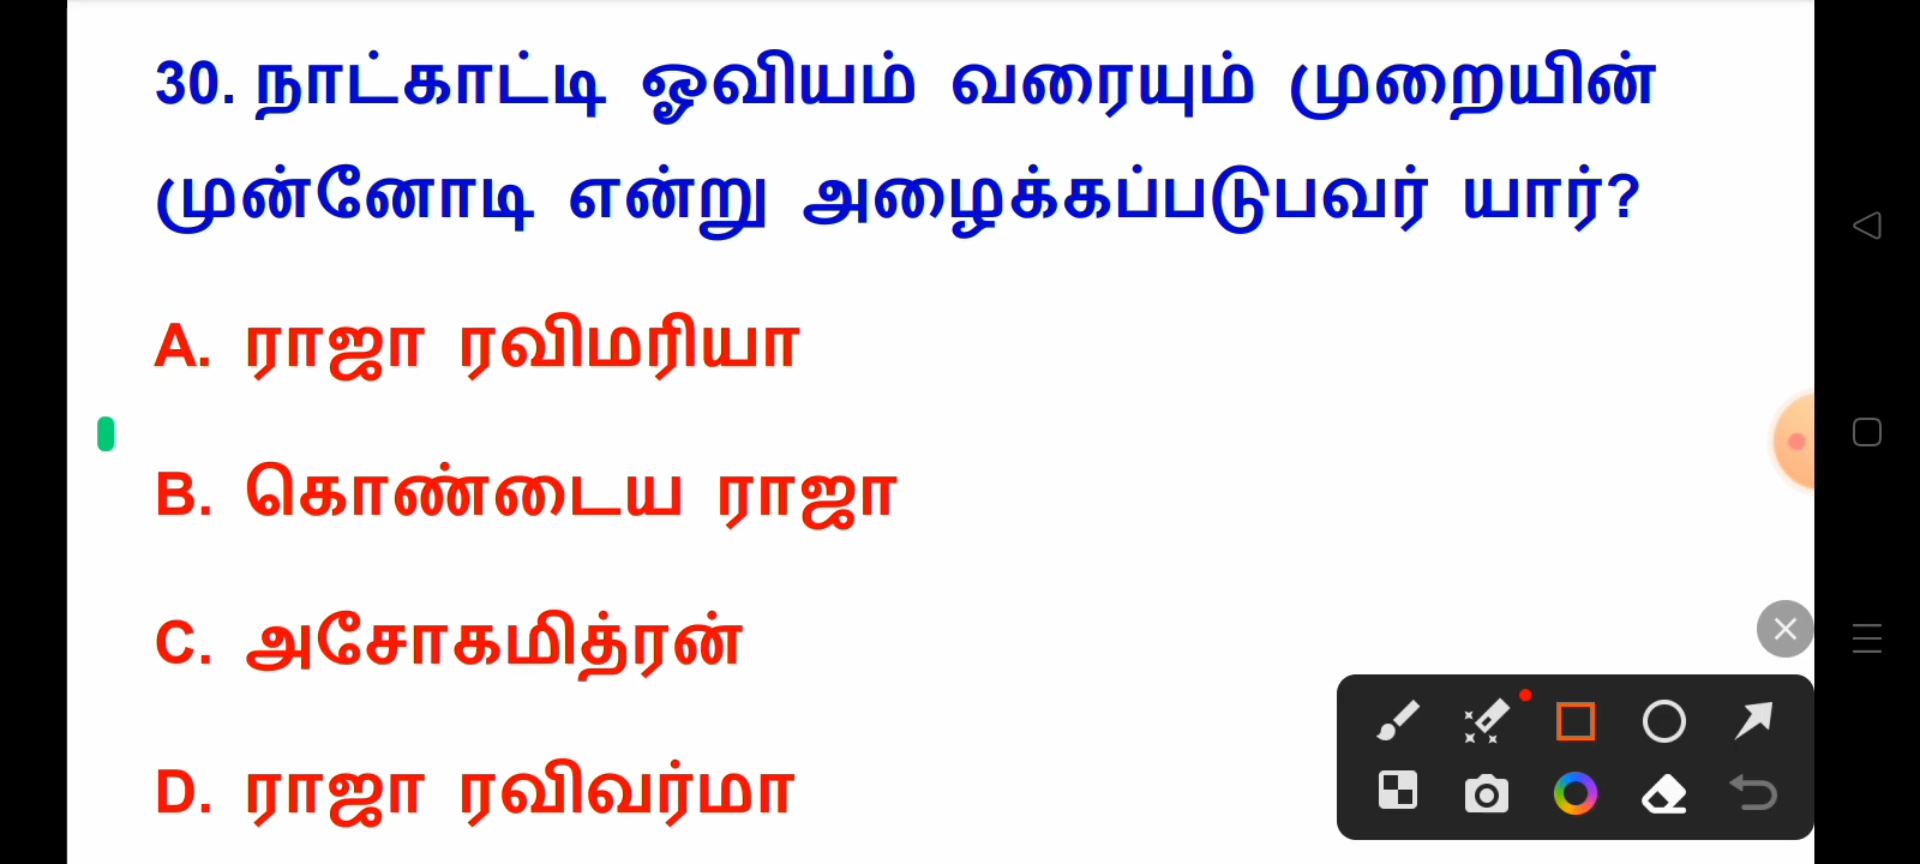 30. நாட்காட்டி ஓவியம் வரையும் முறையின்
முன்னோடி என்று அழைக்கப்படுபவர் யார்?
A. ராஜா ரவிமரியா
B. கொண்டைய ராஜா
C. அசோகமித்ரன்
D. ராஜா ரவிவர்மா